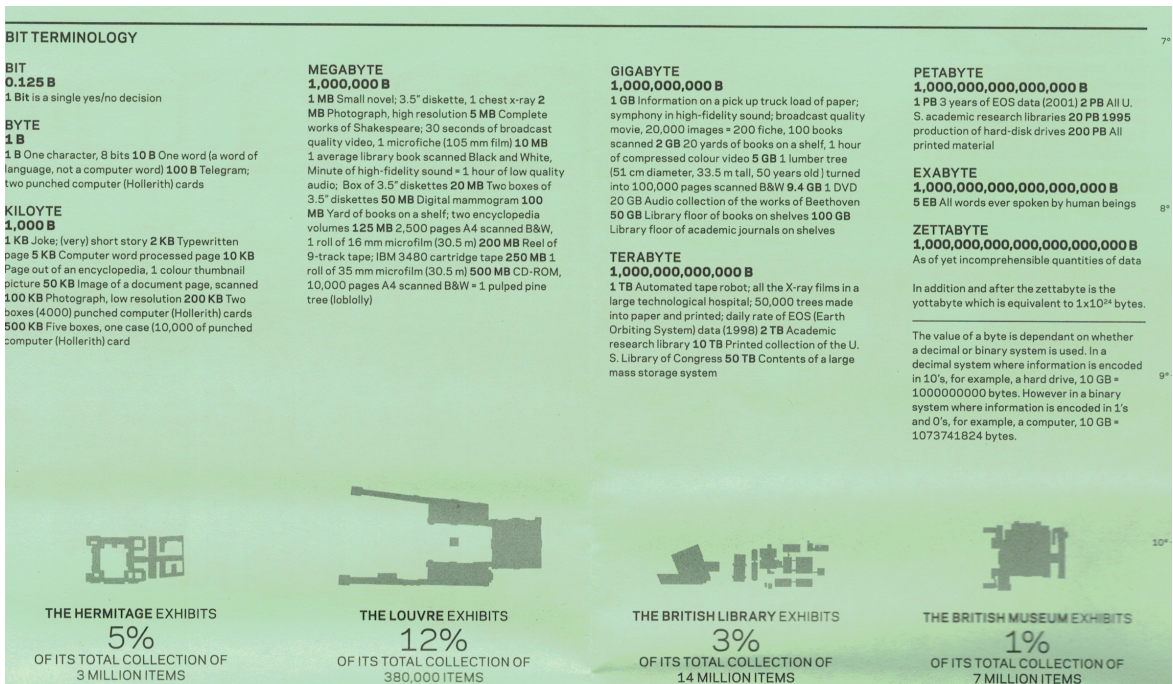 BIT TERMINOLOGY
BIT
0.125 B
1 Bit is a single yes/no decision
BYTE
1 B
1 B One character, 8 bits 10 B One word (a word of
language, not a computer word) 100 B Telegram;
two punched computer (Hollerith) cards
KILOYTE
1,000 B
1 KB Joke; (very) short story 2 KB Typewritten
page 5 KB Computer word processed page 10 KB
Page out of an encyclopedia, 1 colour thumbnail
picture 50 KB Image of a document page, scanned
100 KB Photograph, low resolution 200 KB Two
boxes (4000) punched computer (Hollerith) cards
500 KB Five boxes, one case (10,000 of punched
computer (Hollerith) card
MEGABYTE
1,000,000 B
1 MB Small novel; 3.5" diskette, 1 chest x-ray 2
MB Photograph, high resolution 5 MB Complete
works of Shakespeare; 30 seconds of broadcast
quality video, 1 microfiche (105 mm film) 10 MB
1 average library book scanned Black and White,
Minute of high-fidelity sound = 1 hour of low quality
audio; Box of 3.5" diskettes 20 MB Two boxes of
3.5" diskettes 50 MB Digital mammogram 100
MB Yard of books on a shelf; two encyclopedia
volumes 125 MB 2,500 pages A4 scanned B&W,
1 roll of 16 mm microfilm (30.5 m) 200 MB Reel of
9-track tape; IBM 3480 cartridge tape 250 MB 1
roll of 35 mm microfilm (30.5 m) 500 MB CD-ROM,
10,000 pages A4 scanned B&W = 1 pulped pine
tree (loblolly)
GIGABYTE
1,000,000,000 B
1 GB Information on a pick up truck load of paper;
symphony in high-fidelity sound; broadcast quality
movie, 20,000 images = 200 fiche, 100 books
scanned 2 GB 20 yards of books on a shelf, 1 hour
of compressed colour video 5 GB 1 lumber tree
(51 cm diameter, 33.5 m tall, 50 years old ) turned
into 100,000 pages scanned B&W 9.4 GB 1 DVD
20 GB Audio collection of the works of Beethoven
50 GB Library floor of books on shelves 100 GB
Library floor of academic journals on shelves
TERABYTE
1,000,000,000,000 B
1 TB Automated tape robot; all the X-ray films in a
large technological hospital; 50,000 trees made
into paper and printed; daily rate of EOS (Earth
Orbiting System) data (1998) 2 TB Academic
research library 10 TB Printed collection of the U.
S. Library of Congress 50 TB Contents of a large
mass storage system
PETABYTE
1,000,000,000,000,000 B
1 PB 3 years of EOS data (2001) 2 PB All U.
S. academic research libraries 20 PB 1995
production of hard-disk drives 200 PB All
printed material
EXABYTE
1,000,000,000,000,000,000 B
5 EB All words ever spoken by human beings
ZETTABYTE
1,000,000,000,000,000,000,000 B
As of yet incomprehensible quantities of data
In addition and after the zettabyte is the
yottabyte which is equivalent to 1x10²⁴ bytes.
The value of a byte is dependant on whether
a decimal or binary system is used. In a
decimal system where information is encoded
in 10's, for example, a hard drive, 10 GB =
1000000000 bytes. However in a binary
system where information is encoded in 1's
and 0's, for example, a computer, 10 GB =
1073741824 bytes.
7°
8°
9°
10°
THE HERMITAGE EXHIBITS
5%
OF ITS TOTAL COLLECTION OF
3 MILLION ITEMS
THE LOUVRE EXHIBITS
12%
OF ITS TOTAL COLLECTION OF
380,000 ITEMS
THE BRITISH LIBRARY EXHIBITS
3%
OF ITS TOTAL COLLECTION OF
14 MILLION ITEMS
THE BRITISH MUSEUM EXHIBITS
1%
OF ITS TOTAL COLLECTION OF
7 MILLION ITEMS